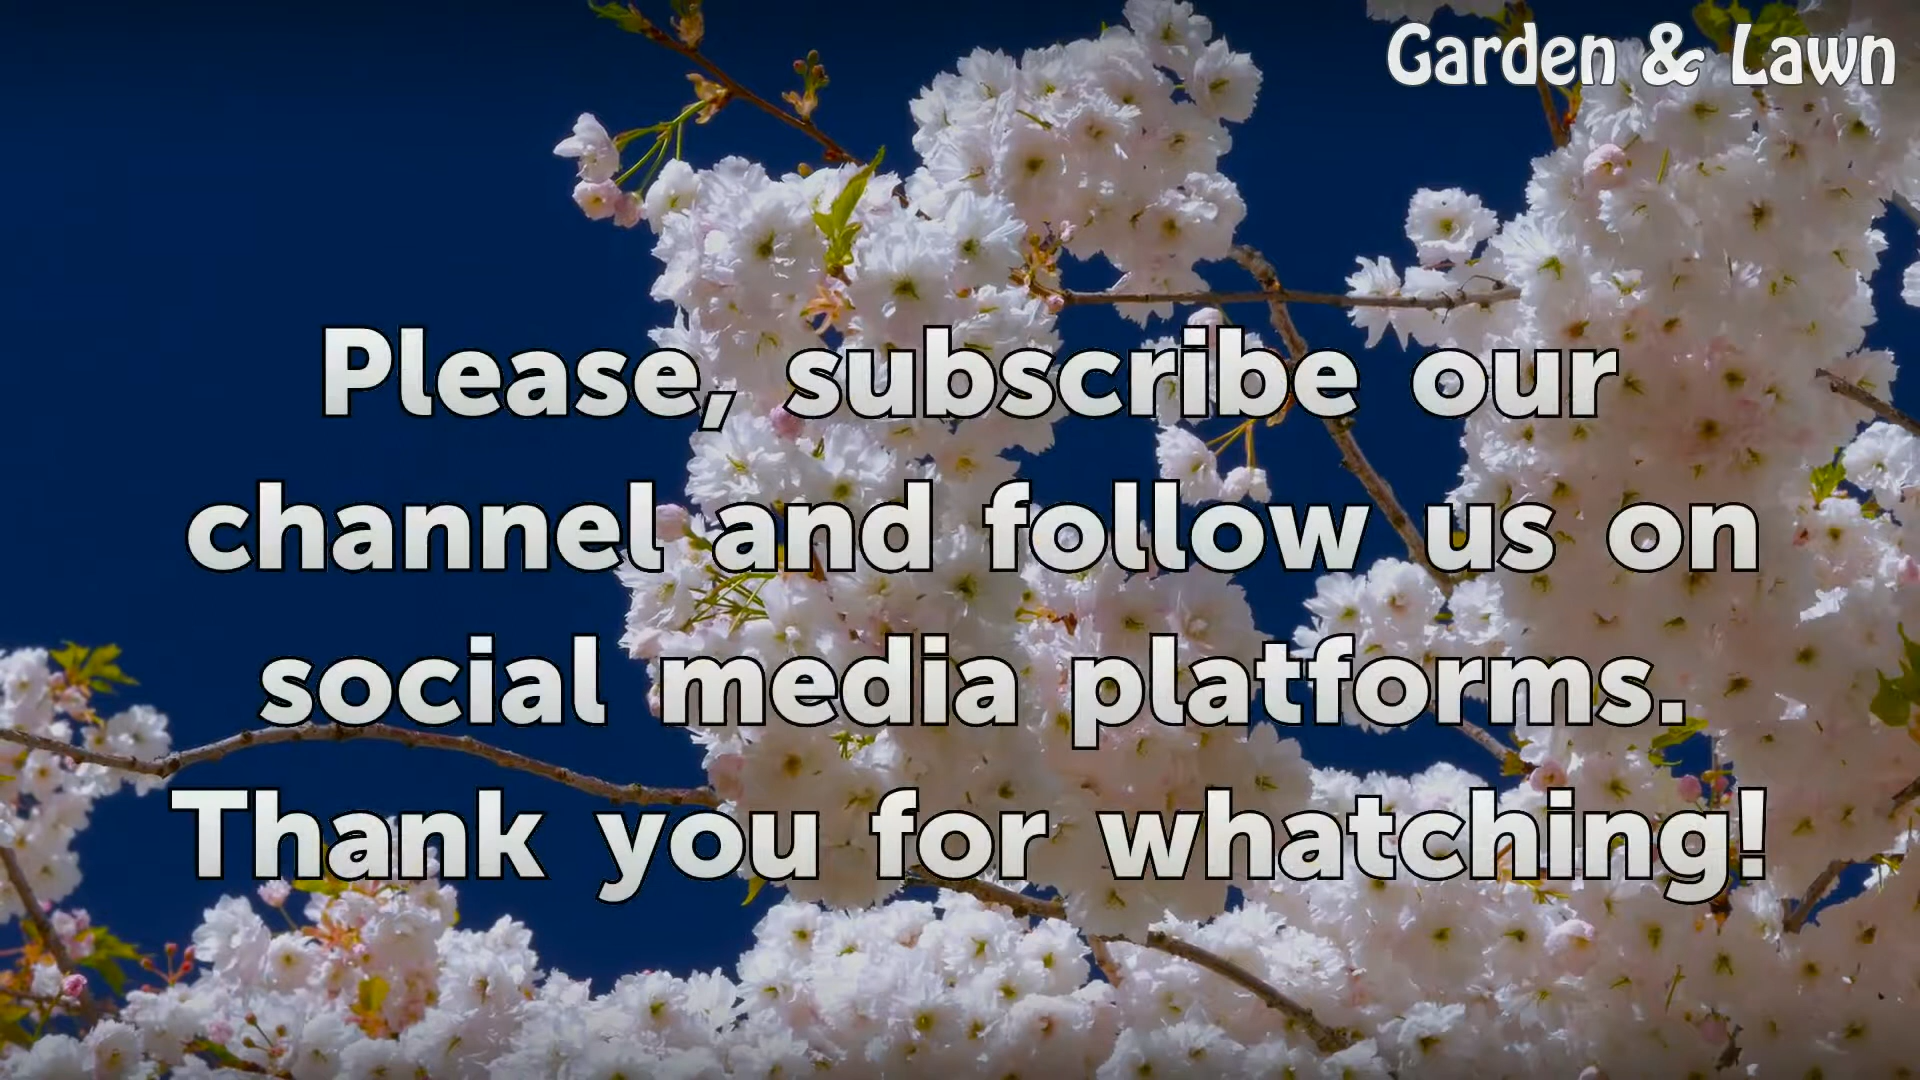 Garden & Lawn
Please, subscribe our
channel and follow us on
social media platforms.
Thank you for whatching!